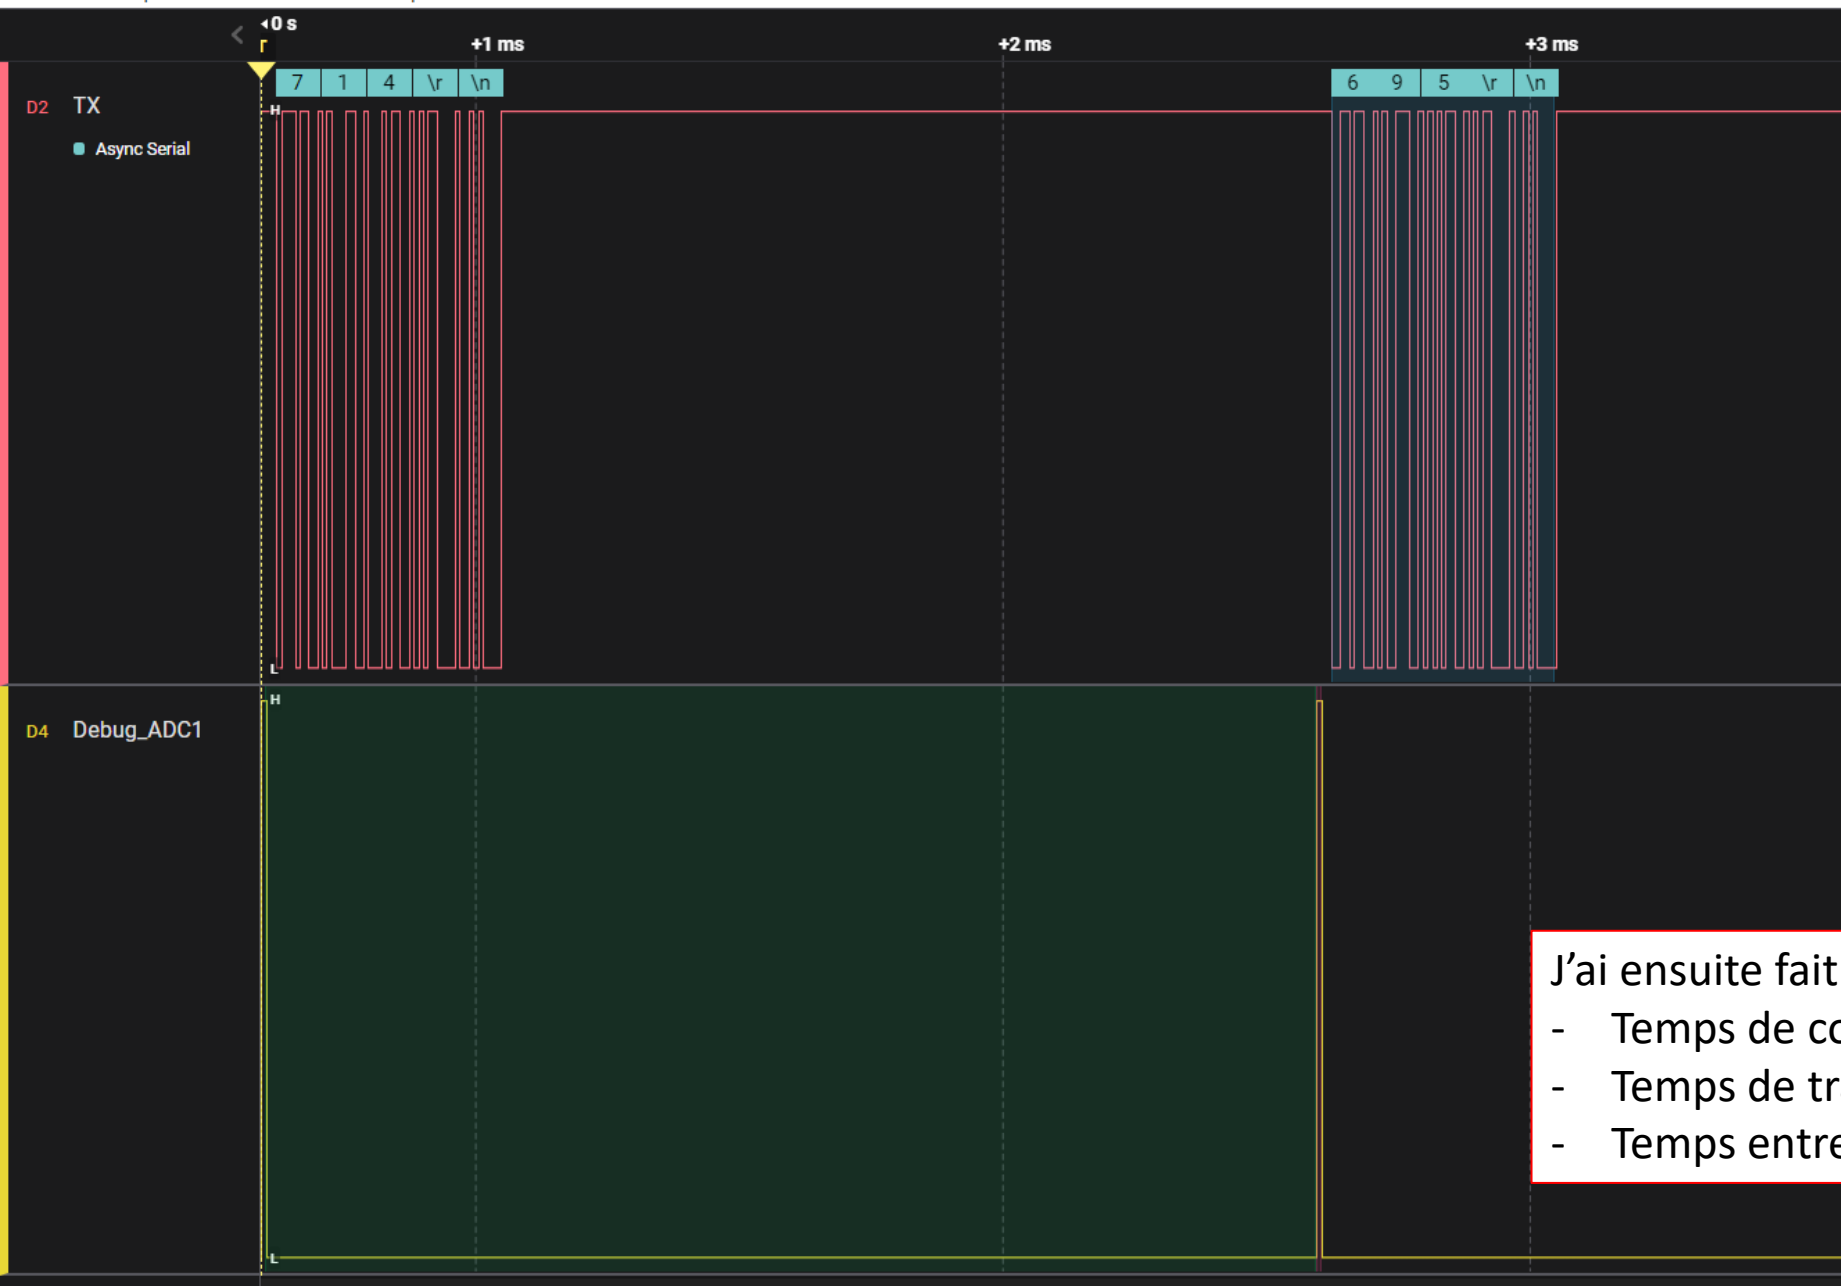 0 s
T
+1 ms
+2 ms
+3 ms
7 1 4 \r \n
6 9 5 \r \n
D2 TX
H
Async Serial
L
H
D4 Debug_ADC1
L
J’ai ensuite fait
- Temps de
- Temps de
- Temps